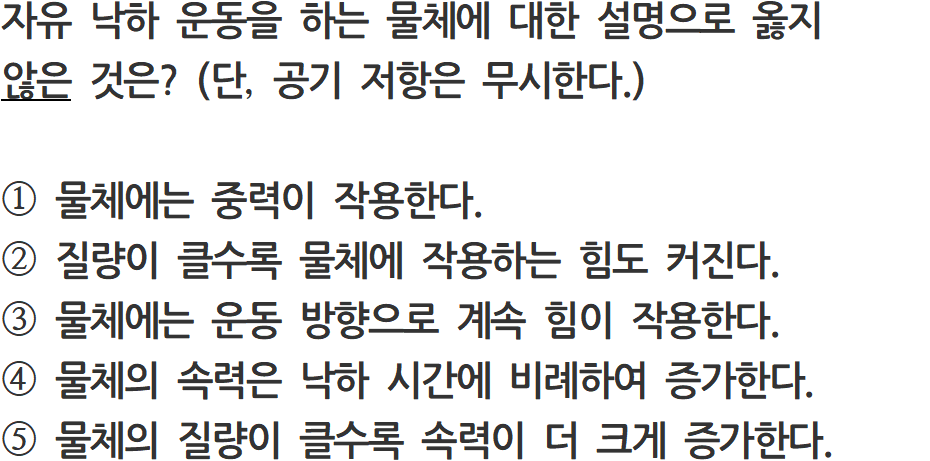 자유 낙하 운동을 하는 물체에 대한 설명으로 옳지
않은 것은? (단, 공기 저항은 무시한다.)
① 물체에는 중력이 작용한다.
② 질량이 클수록 물체에 작용하는 힘도 커진다.
③ 물체에는 운동 방향으로 계속 힘이 작용한다.
④ 물체의 속력은 낙하 시간에 비례하여 증가한다.
⑤ 물체의 질량이 클수록 속력이 더 크게 증가한다.